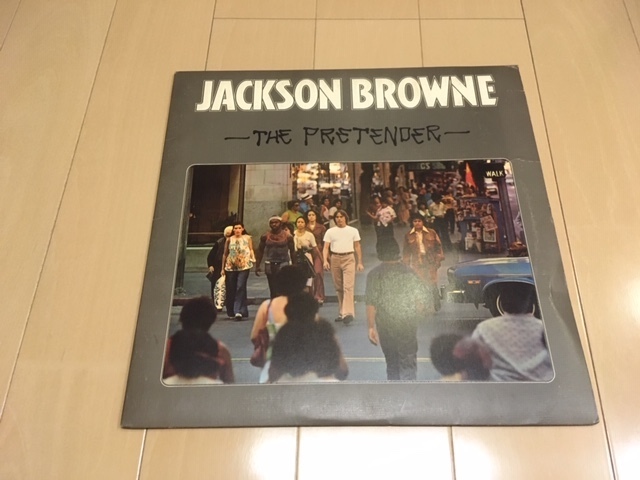 JACKSON BROWNE
—THE PRETENDER—
WALK